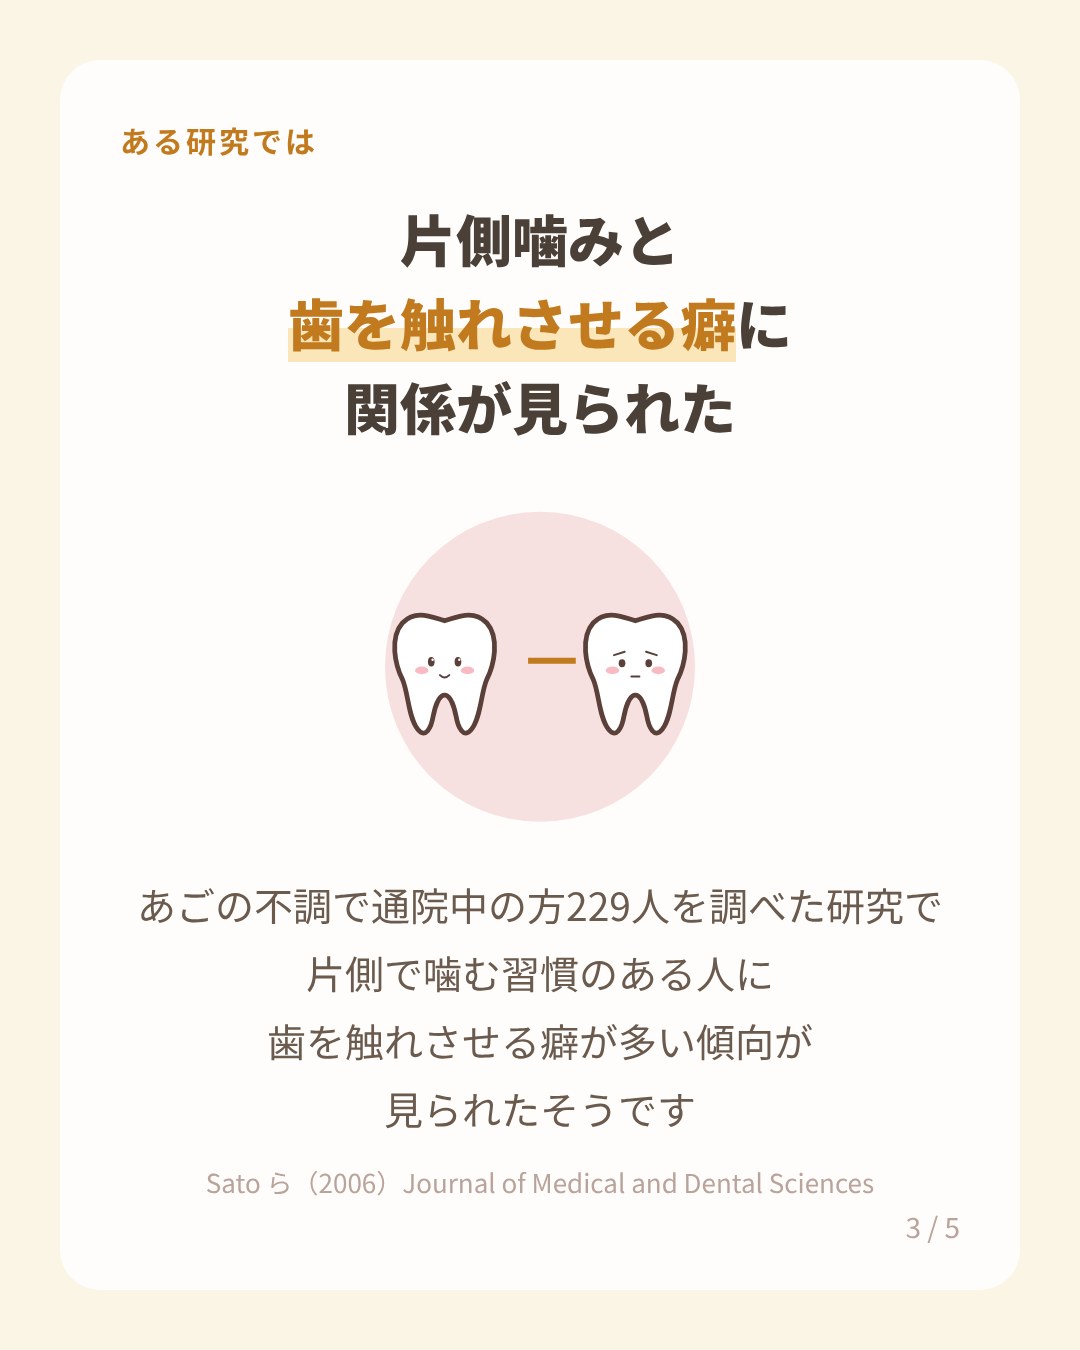 ある研究では
片側噛みと
歯を触れさせる癖に
関係が見られた
あごの不調で通院中の方229人を調べた研究で
片側で噛む習慣のある人に
歯を触れさせる癖が多い傾向が
見られたそうです
Sato ら（2006）Journal of Medical and Dental Sciences
3 / 5